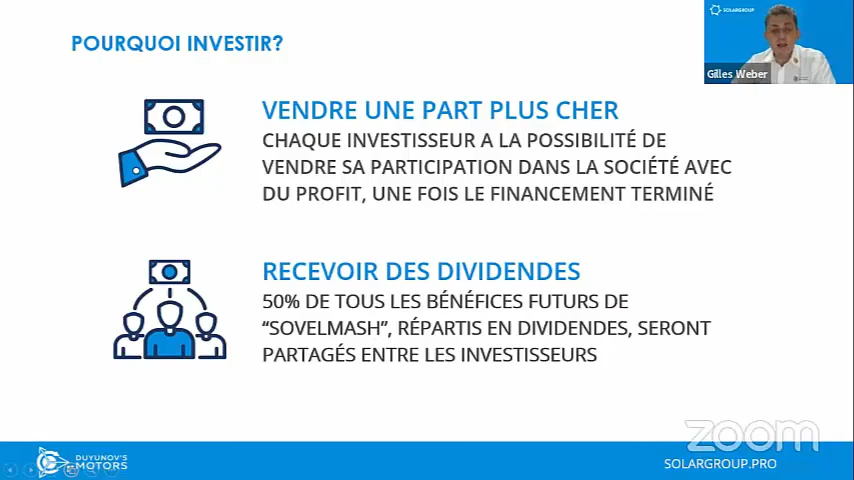 POURQUOI INVESTIR?
SOLARGROUP
Gilles Weber
VENDRE UNE PART PLUS CHER
CHAQUE INVESTISSEUR A LA POSSIBILITÉ DE
VENDRE SA PARTICIPATION DANS LA SOCIÉTÉ AVEC
DU PROFIT, UNE FOIS LE FINANCEMENT TERMINÉ
RECEVOIR DES DIVIDENDES
50% DE TOUS LES BÉNÉFICES FUTURS DE
“SOVELMASH”, RÉPARTIS EN DIVIDENDES, SERONT
PARTAGÉS ENTRE LES INVESTISSEURS
zoom
DUYUNOV'S
MOTORS
SOLARGROUP.PRO